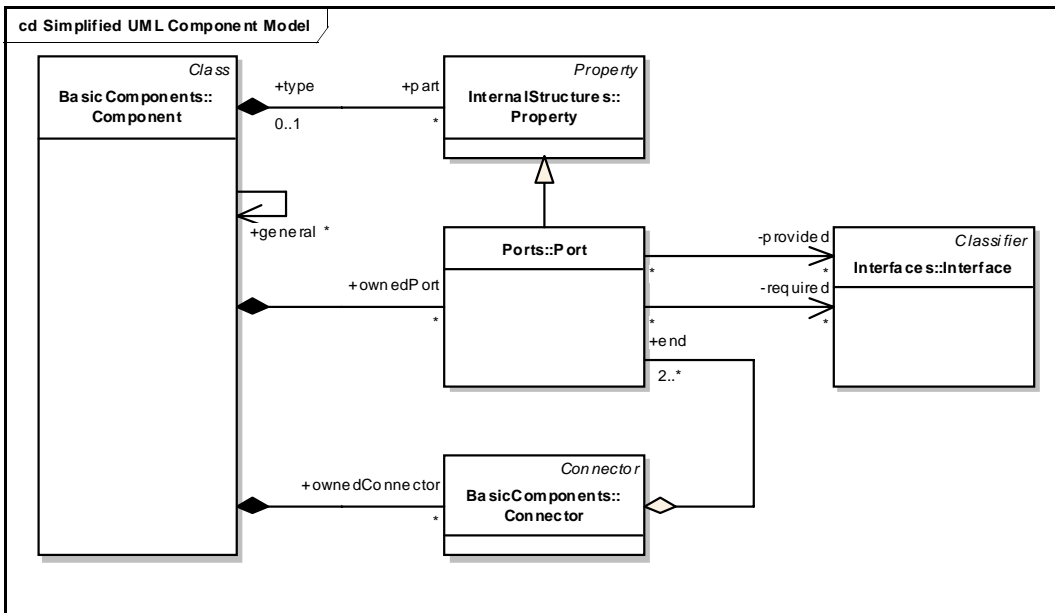 cd Simplified UML Component Model
Class
BasicComponents::
Component
+type
+part
0..1
*
Property
InternalStructures::
Property
+general *
Ports::Port
-provided
*
*
-required
*
*
Classifier
Interfaces::Interface
+ownedPort
*
+end
2..*
+ownedConnector
*
Connector
BasicComponents::
Connector